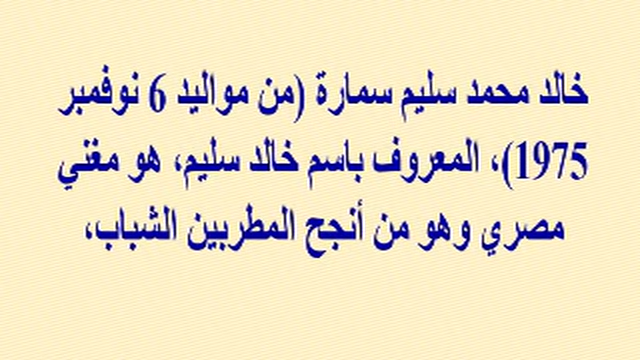 خالد محمد سليم سمارة (من مواليد 6 نوفمبر
1975)، المعروف باسم خالد سليم، هو مغني
مصري وهو من أنجح المطربين الشباب،